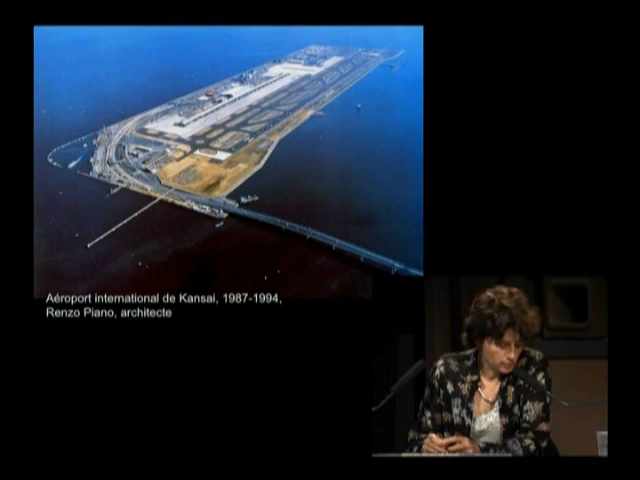 Aéroport international de Kansai, 1987-1994,
Renzo Piano, architecte